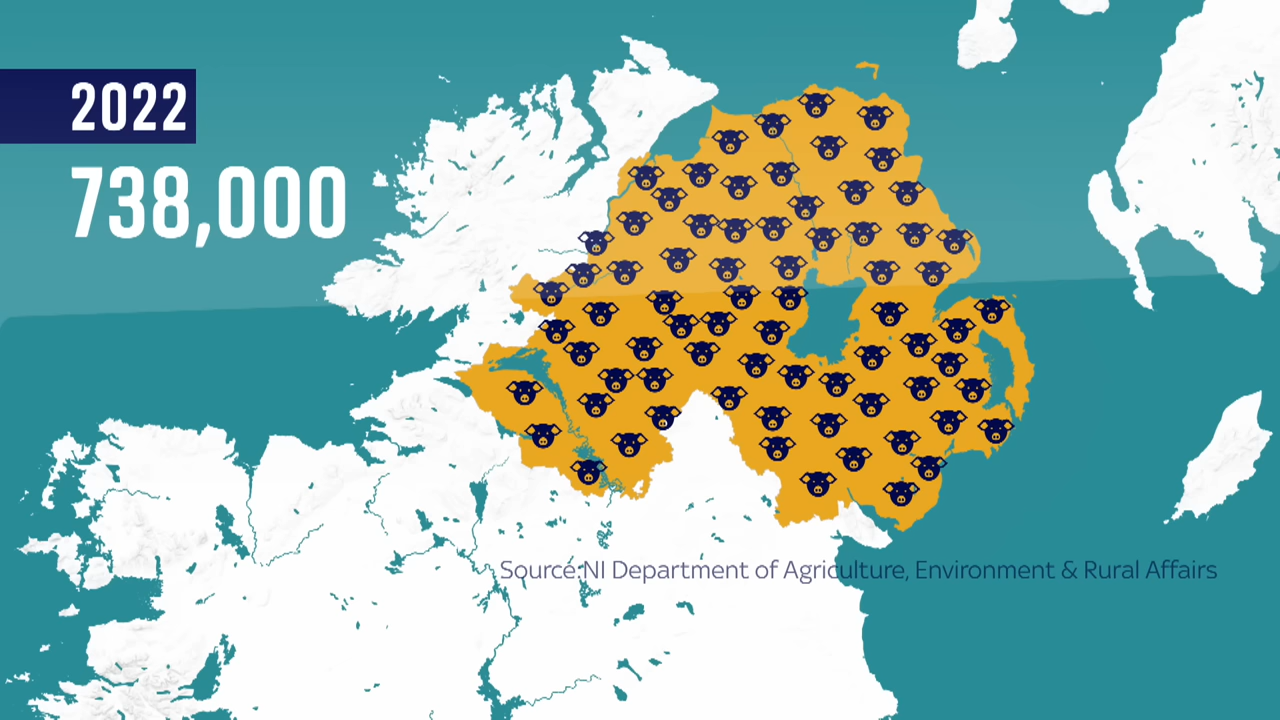 2022
738,000
Source:NI Department of Agriculture, Environment & Rural Affairs